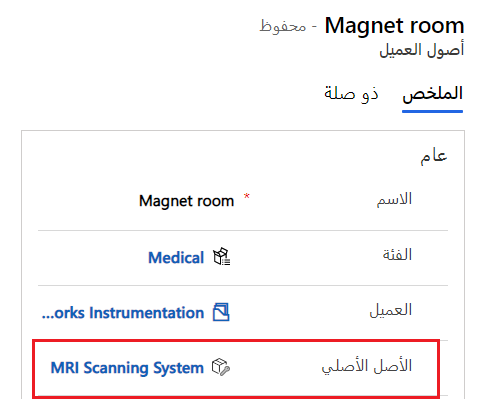 Magnet room - محفوظ
أصول العميل
الملخص ذو صلة
عام
الاسم * Magnet room
الفئة Medical
العميل ...orks Instrumentation
الأصل الأصلي MRI Scanning System